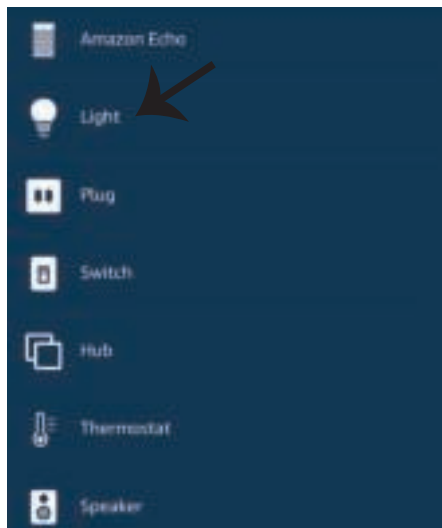 Amazon Echo
Light
Plug
Switch
Hub
Thermostat
Speaker